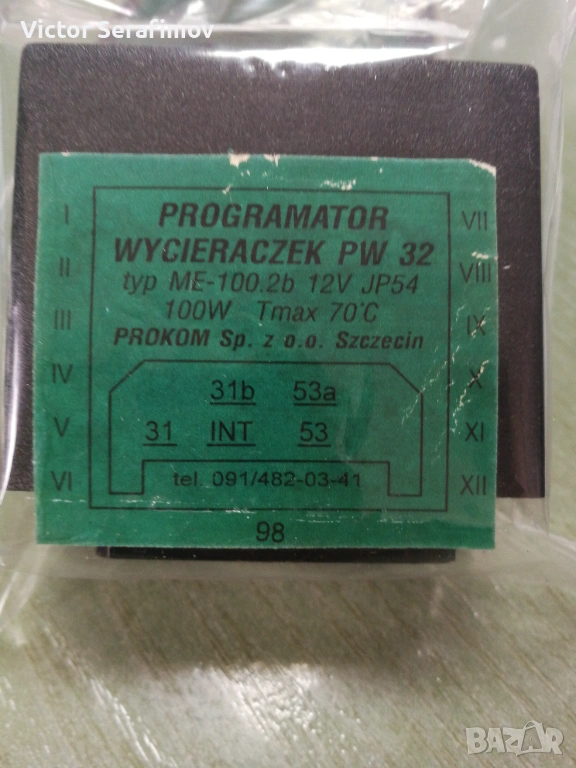 Victor Serafimov
PROGRAMATOR
WYCIERACZEK PW 32
typ ME-100.2b 12V JP54
100W Tmax 70°C
PROKOM Sp. z o.o. Szczecin
31b 53a
31 INT 53
tel. 091/482-03-41
98
I
II
III
IV
V
VI
VII
VIII
IX
X
XI
XII
BAZAR